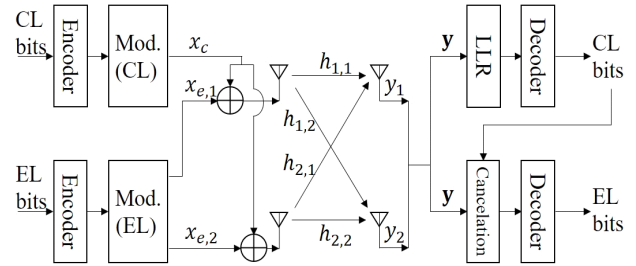 CL
bits
Encoder
Mod.
(CL)
x_c
x_{e,1}
h_{1,1}
h_{1,2}
h_{2,1}
h_{2,2}
y_1
y_2
y
LLR
Decoder
CL
bits
EL
bits
Encoder
Mod.
(EL)
x_{e,2}
y
Cancelation
Decoder
EL
bits